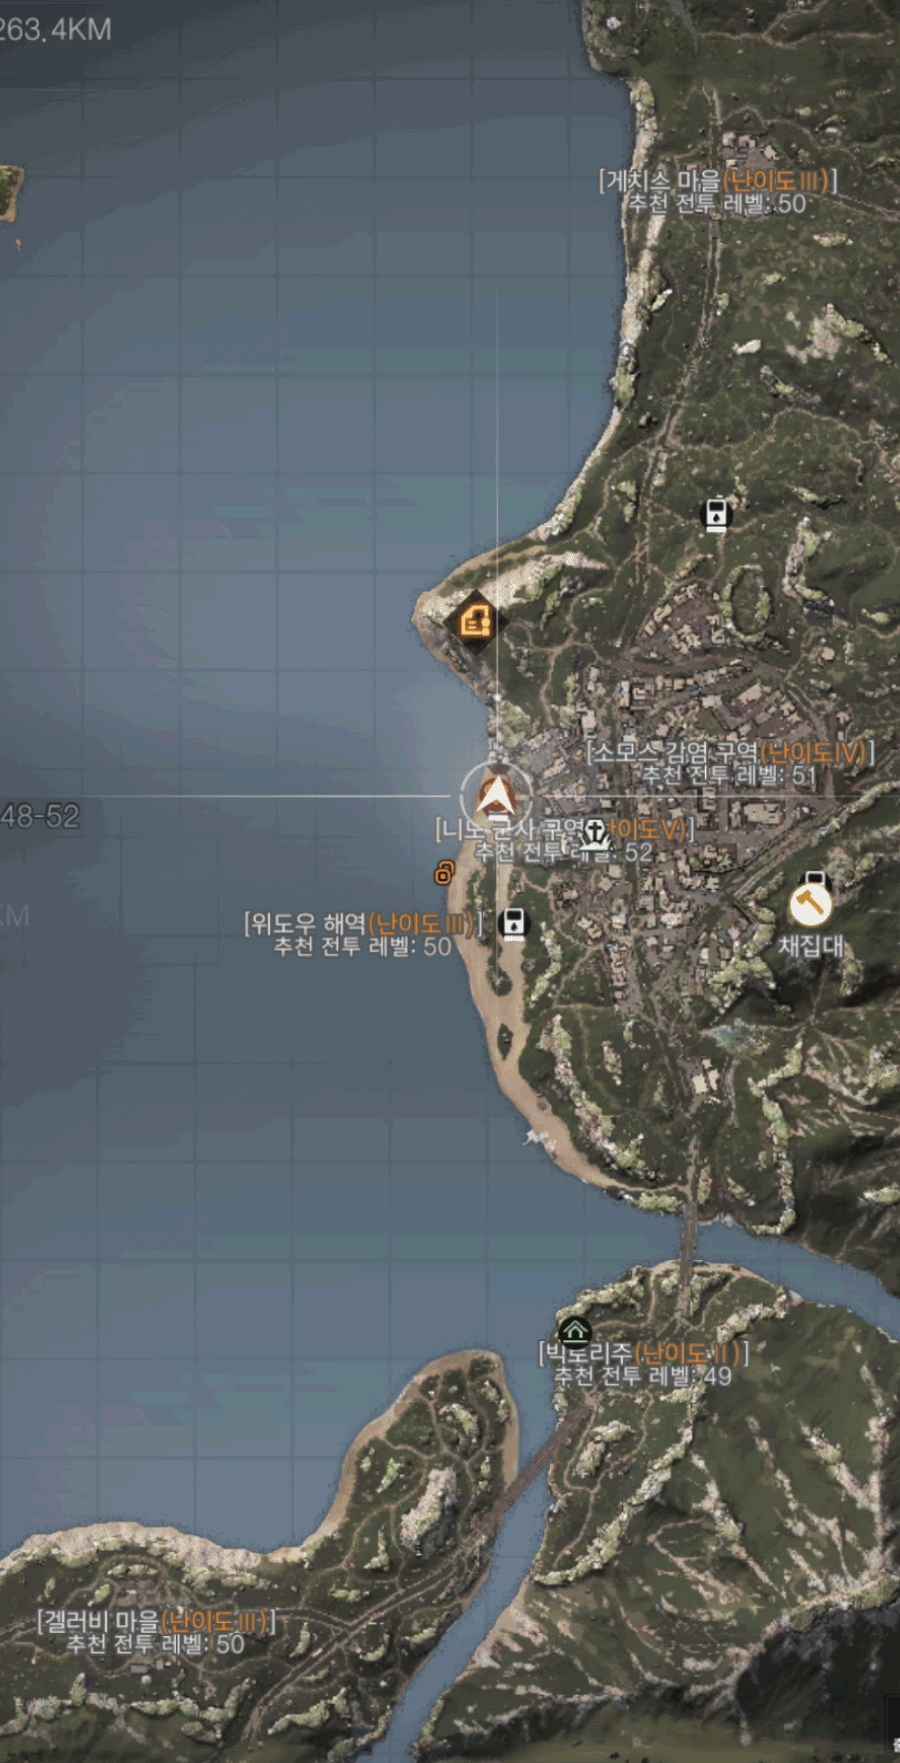 263.4KM
[게치스 마을(난이도Ⅲ)]
추천 전투 레벨: 50
[소모스 감염 구역(난이도Ⅳ)]
추천 전투 레벨: 51
48-52
[니노 군사 구역 난이도Ⅴ)]
추천 전투 레벨: 52
KM
[위도우 해역(난이도Ⅲ)]
추천 전투 레벨: 50
채집대
[빅토리주(난이도Ⅱ)]
추천 전투 레벨: 49
[겔러비 마을(난이도Ⅲ)]
추천 전투 레벨: 50